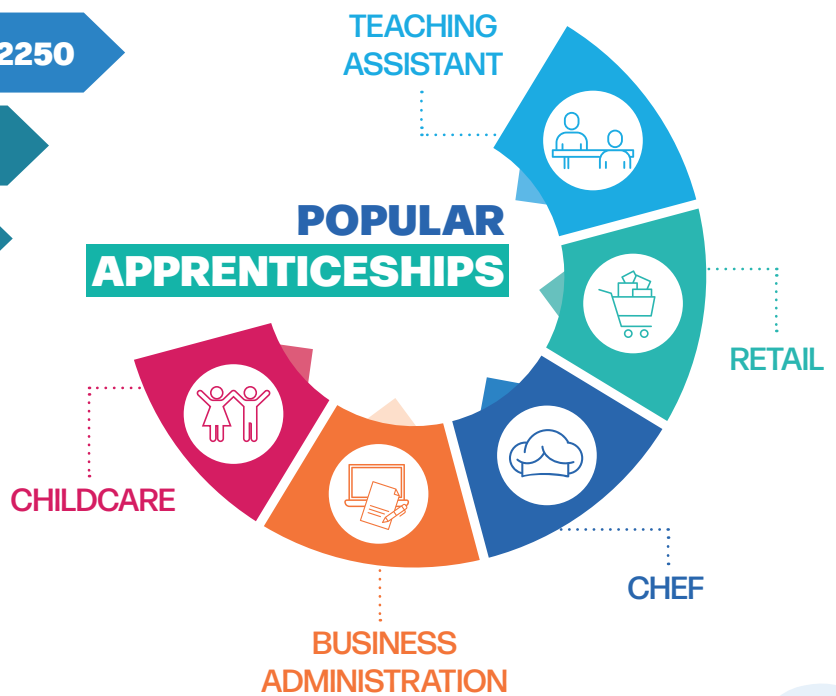 2250
TEACHING
ASSISTANT
POPULAR
APPRENTICESHIPS
RETAIL
CHILDCARE
CHEF
BUSINESS
ADMINISTRATION